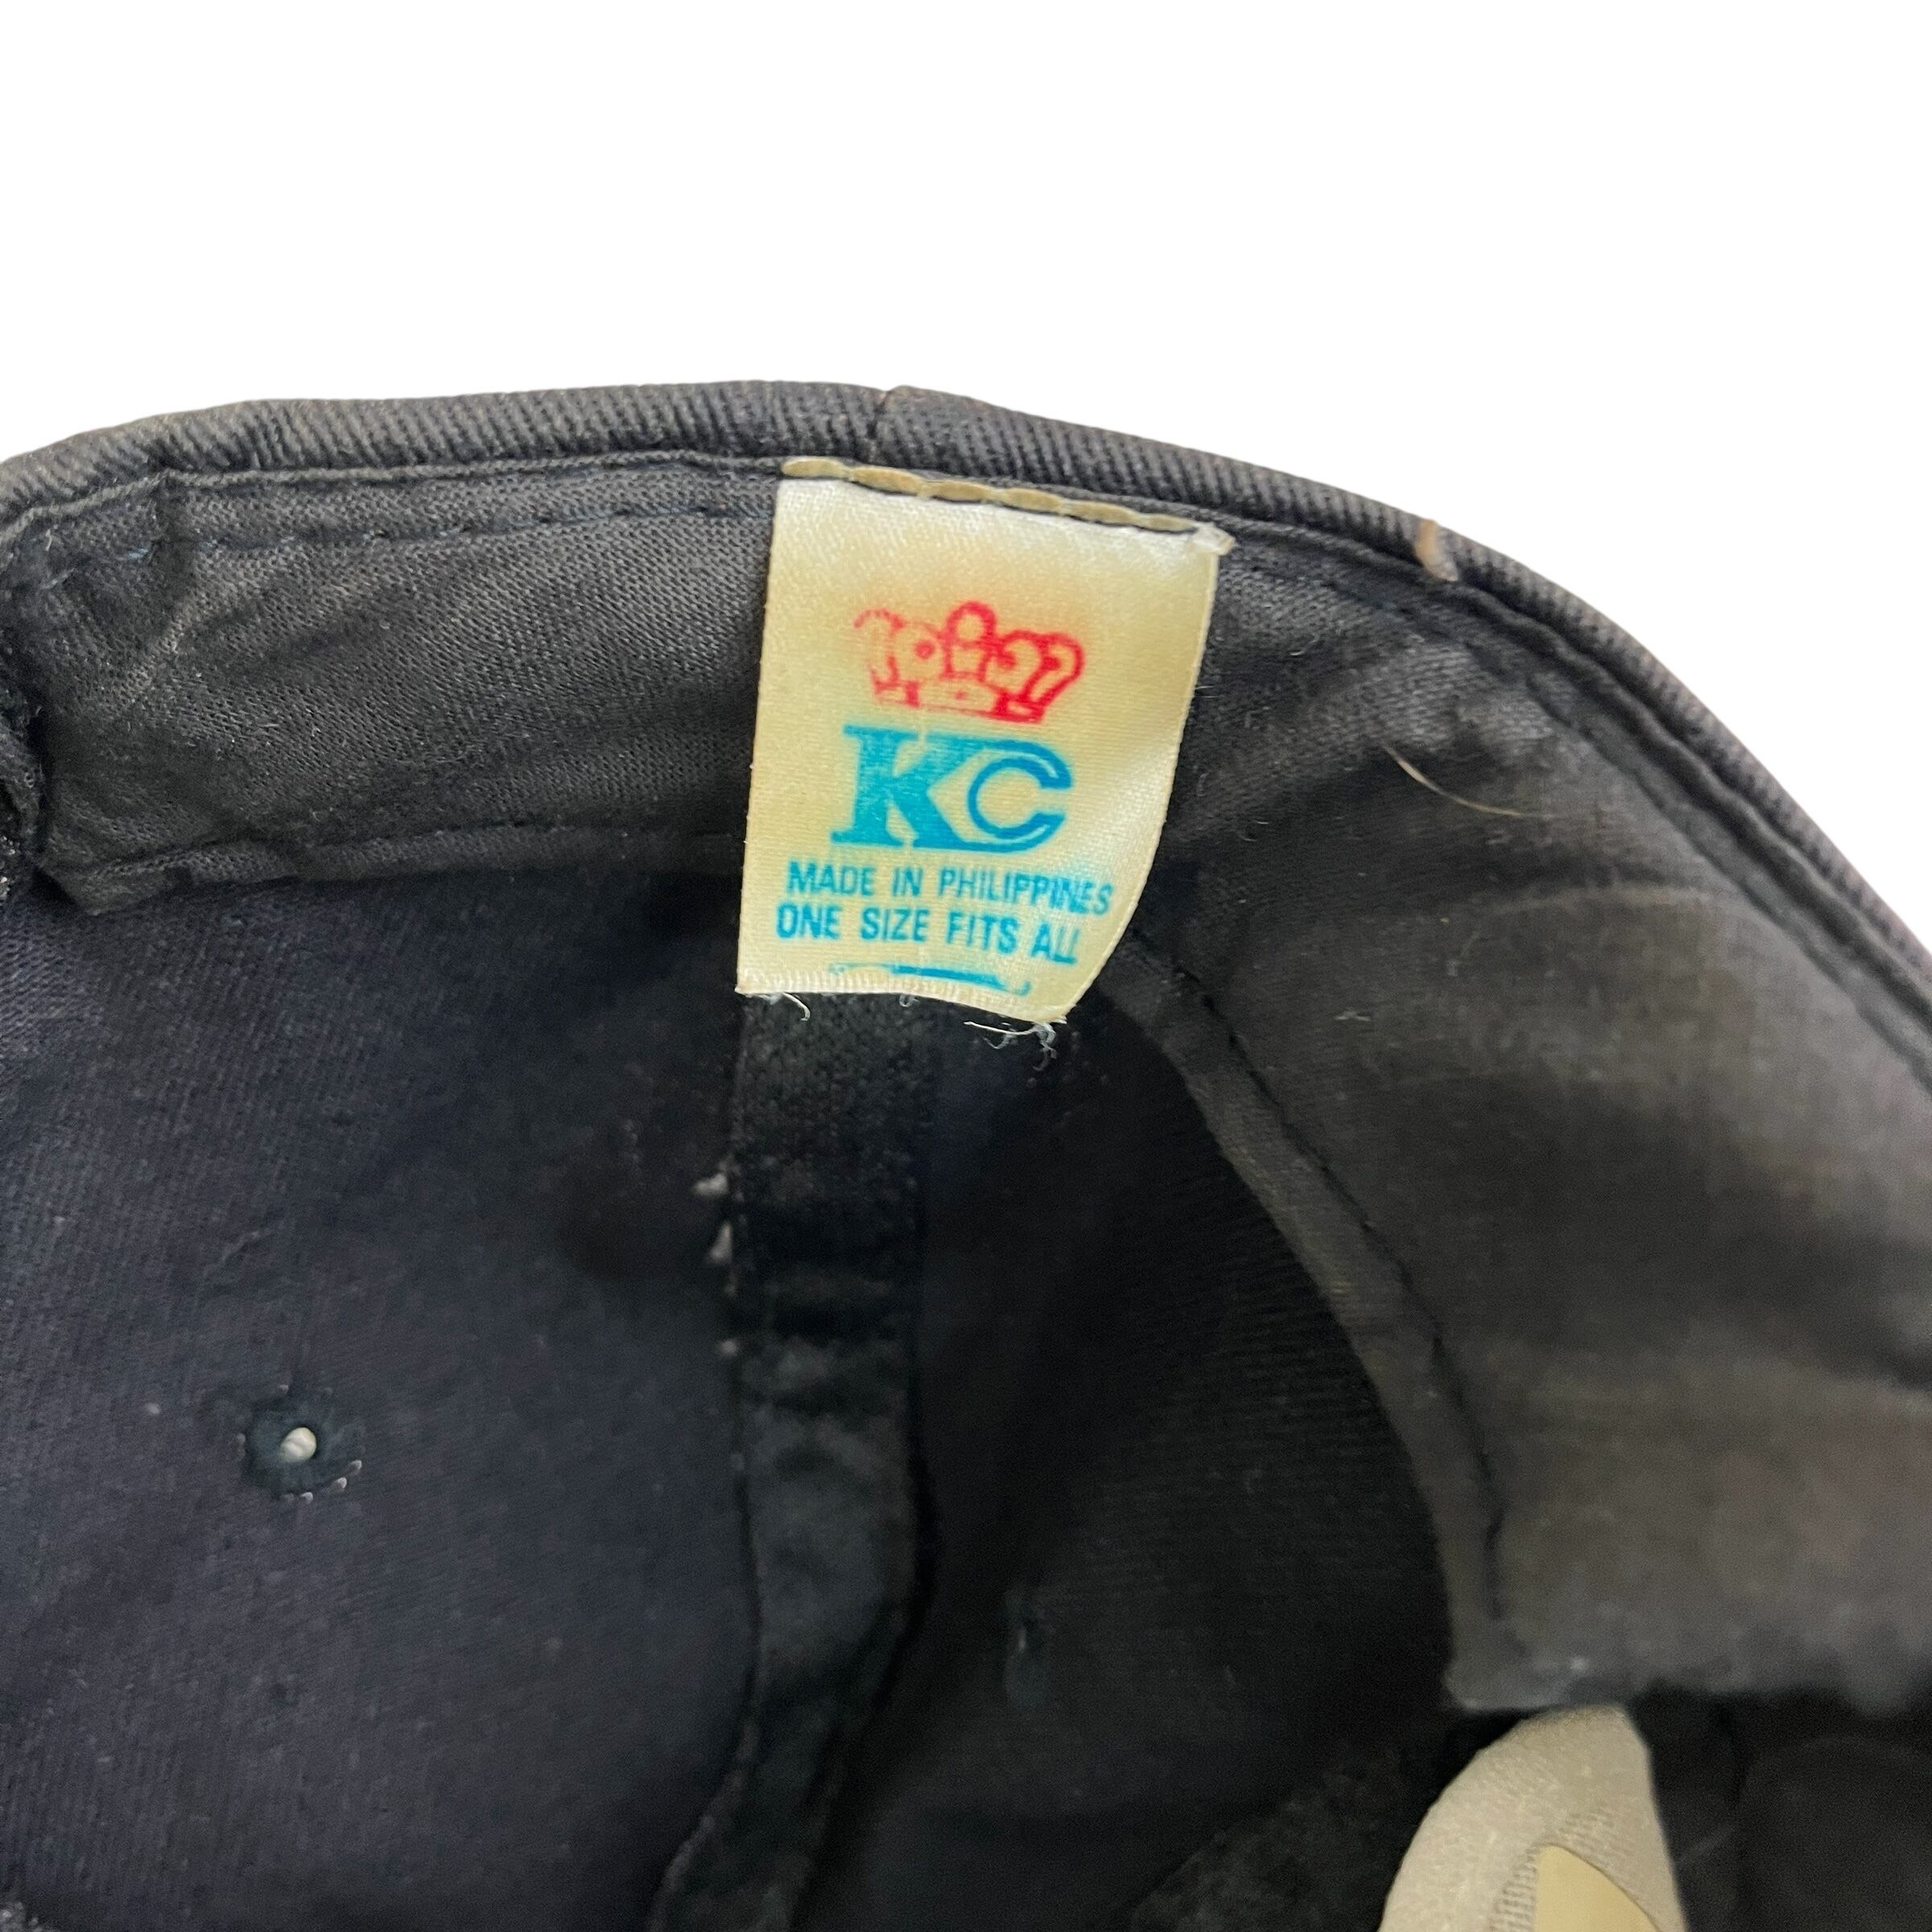 KC
MADE IN PHILIPPINES
ONE SIZE FITS ALL